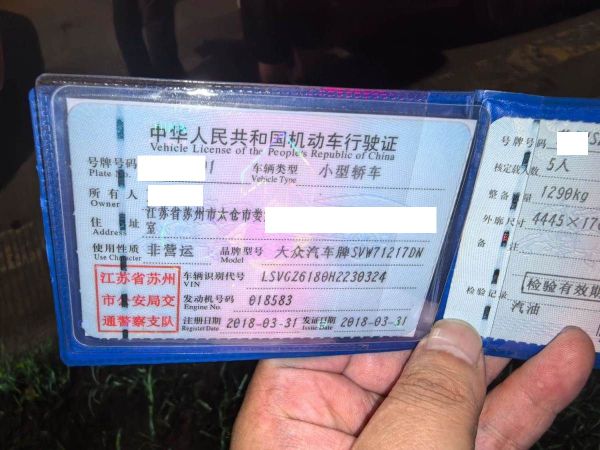 中华人民共和国机动车行驶证
Vehicle License of the People's Republic of China
号牌号码
Plate No.
车辆类型 小型轿车
Vehicle Type
所有人
Owner
住址 江苏省苏州市太仓市娄
Address 室
使用性质 非营运 品牌型号 大众汽车牌SVW71217DN
Use Character Model
江苏省苏州
市公安局交
通警察支队
车辆识别代号 LSVGZ6180H2230324
VIN
发动机号码 018583
Engine No.
注册日期 2018-03-31 发证日期 2018-03-31
Register Date Issue Date
号牌号码
核定载人数 5人
整备质量 1290kg
外廓尺寸 4445×17
备注
检验有效期
检验记录
汽油